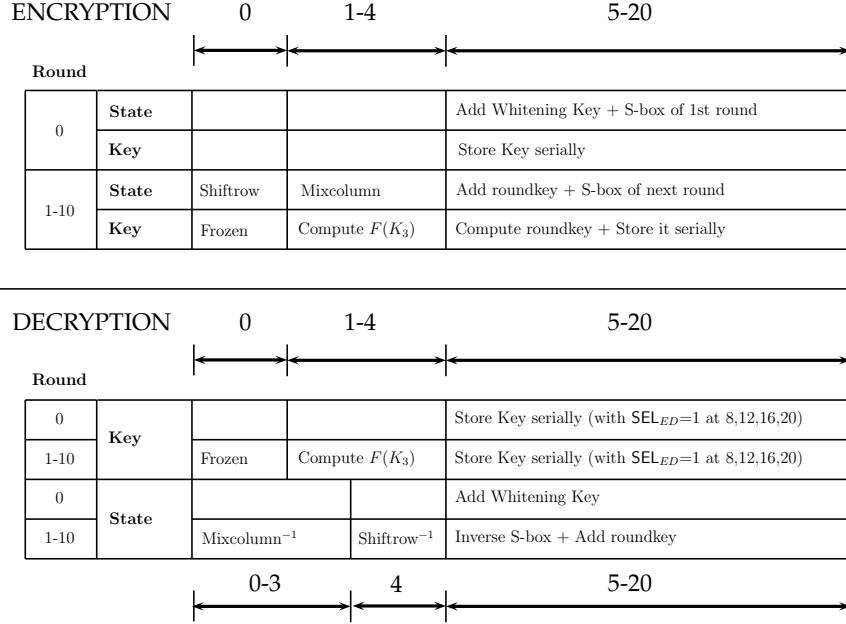 ENCRYPTION 0 1-4 5-20
Round
0 State Add Whitening Key + S-box of 1st round
Key Store Key serially
1-10 State Shiftrow Mixcolumn Add roundkey + S-box of next round
Key Frozen Compute F(K₃) Compute roundkey + Store it serially
DECRYPTION 0 1-4 5-20
Round
0 Key Store Key serially (with SEL_ED=1 at 8,12,16,20)
1-10 Frozen Compute F(K₃) Store Key serially (with SEL_ED=1 at 8,12,16,20)
0 State Add Whitening Key
1-10 Mixcolumn⁻¹ Shiftrow⁻¹ Inverse S-box + Add roundkey
0-3 4 5-20